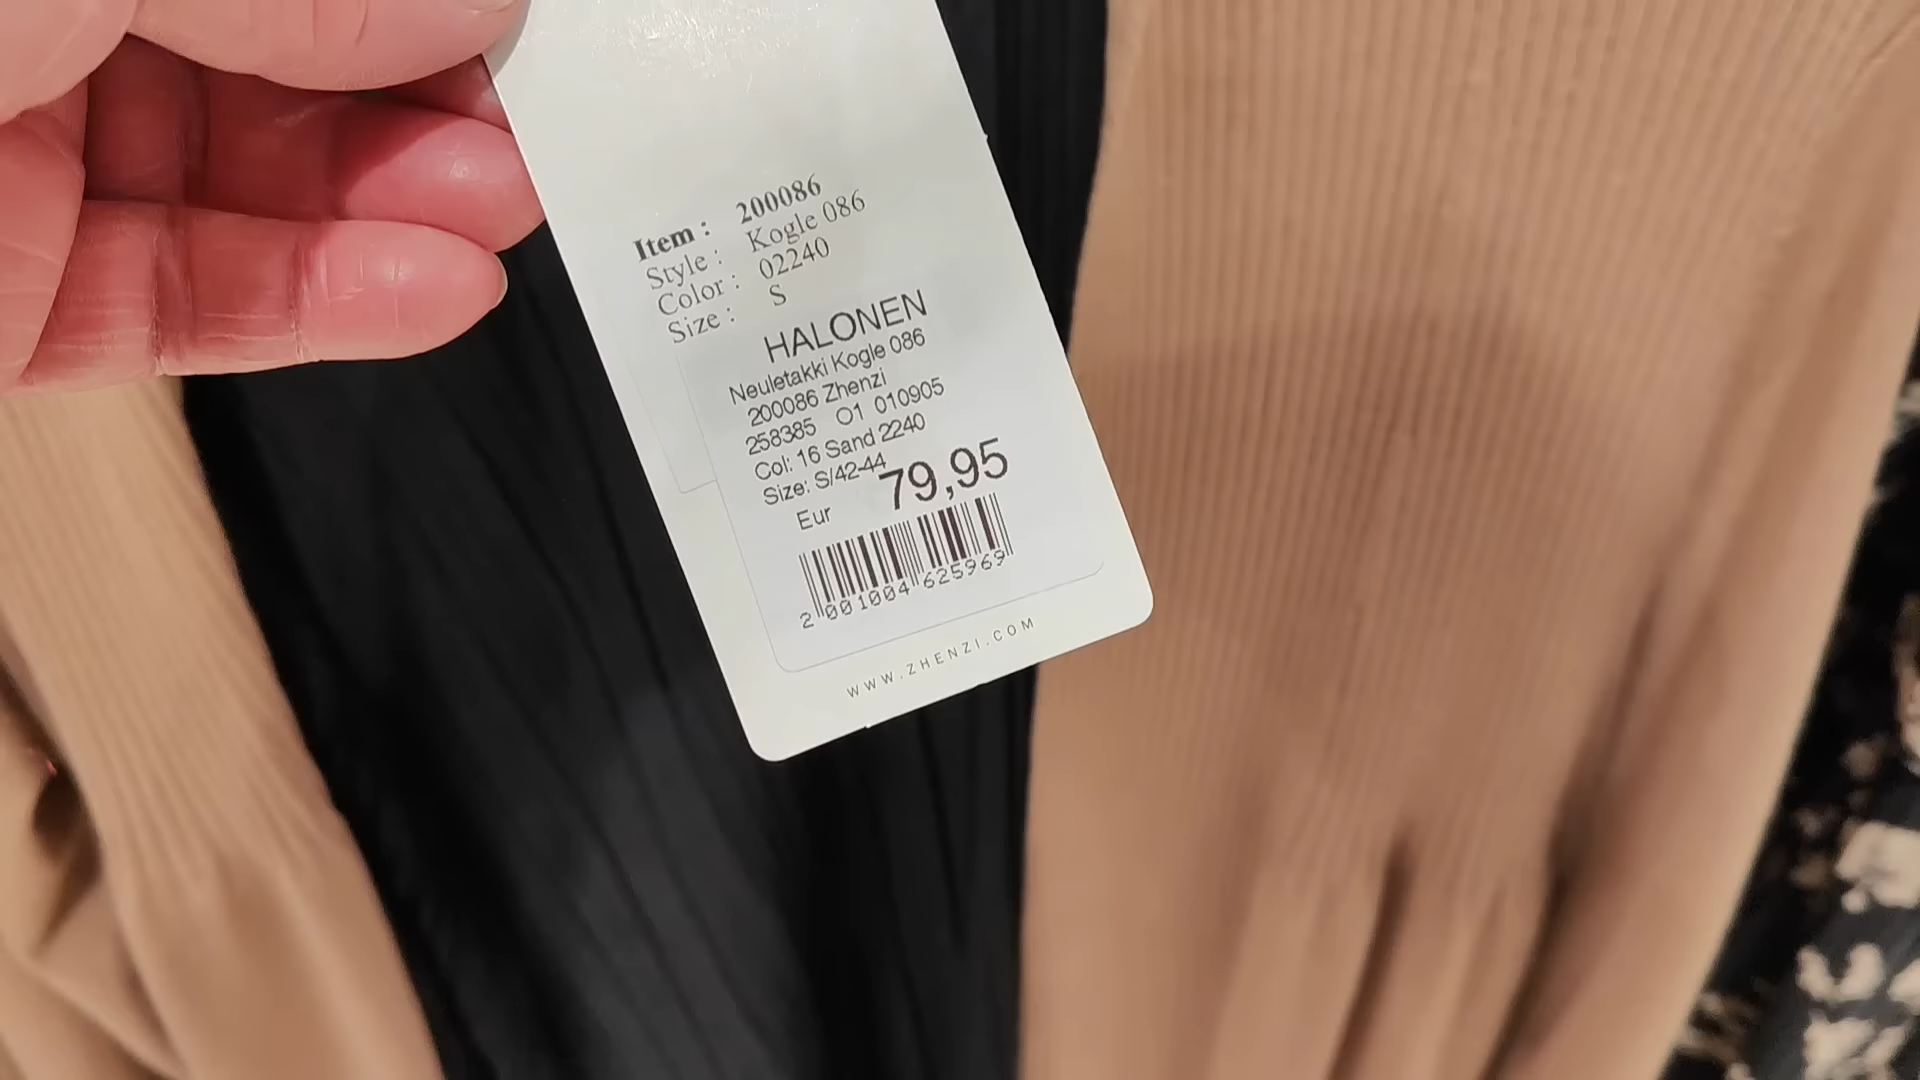 Item : 200086
Style : Kogle 086
Color : 02240
Size : S
HALONEN
Neuletakki Kogle 086
200086 Zhenzi
258385 O1 010905
Col: 16 Sand 2240
Size: S/42-44
Eur 79,95
2 001004 625969
WWW.ZHENZI.COM